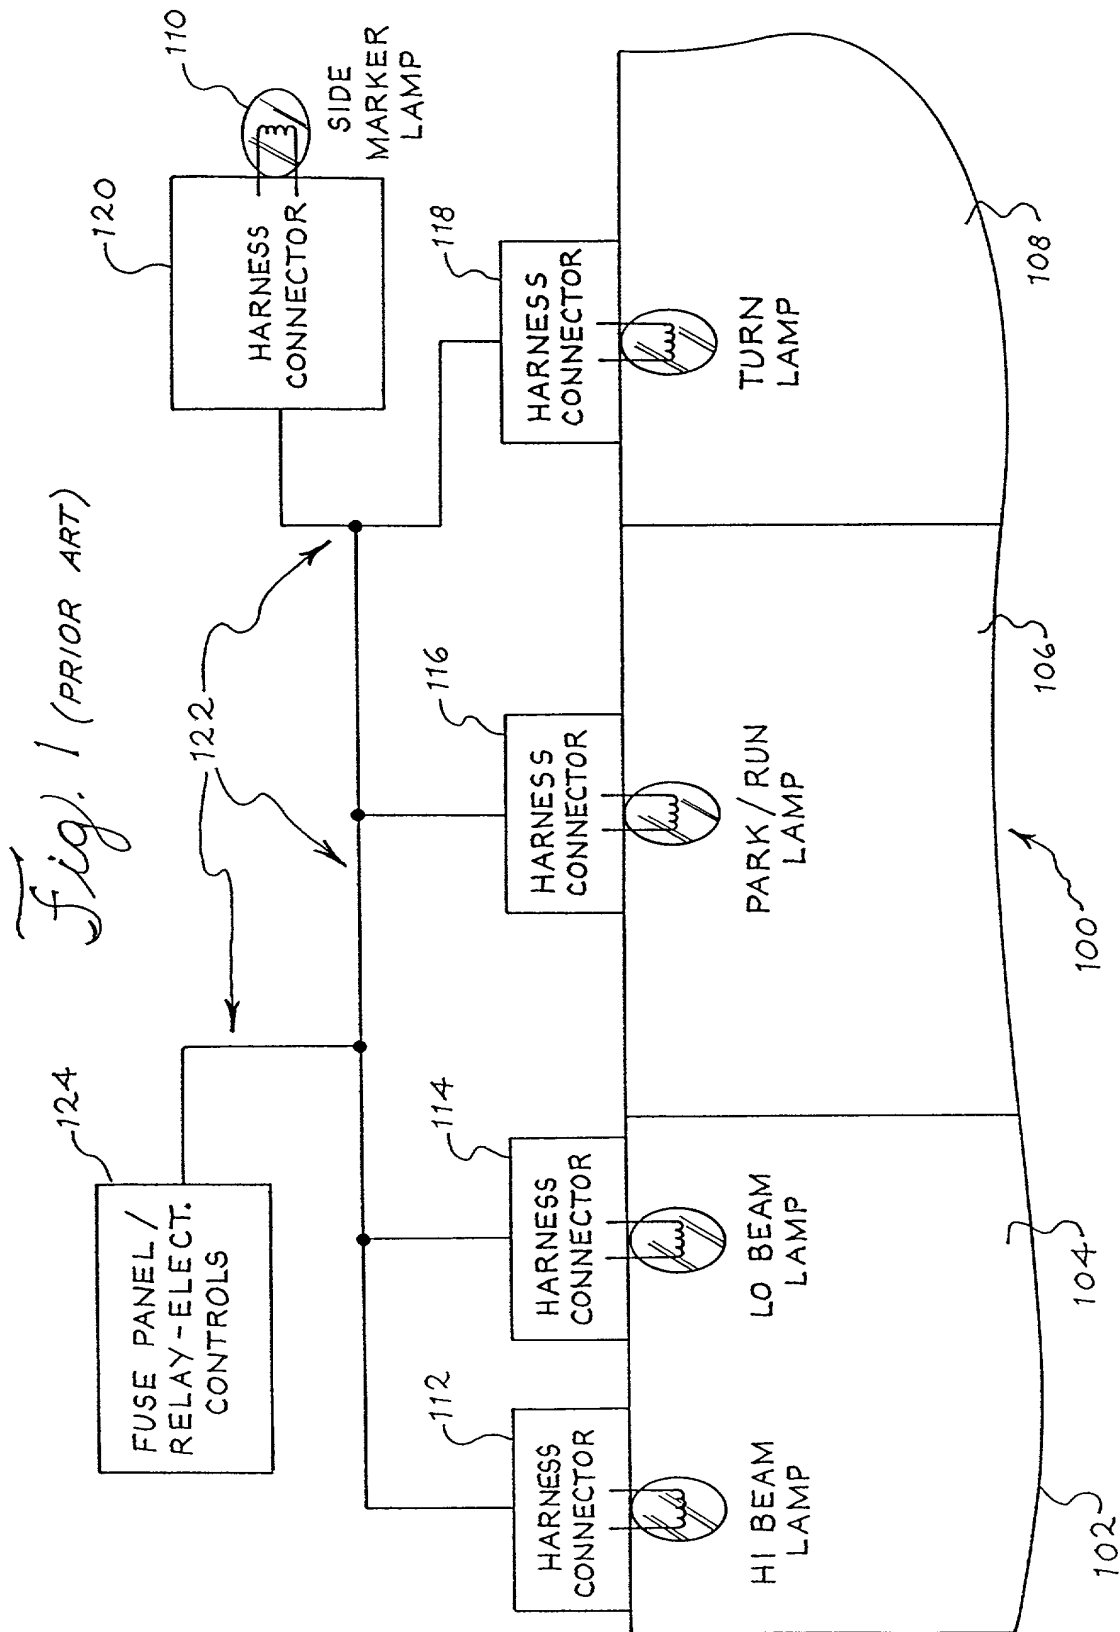 Fig. 1 (PRIOR ART)
124
FUSE PANEL /
RELAY-ELECT.
CONTROLS
122
120
HARNESS
CONNECTOR
110
SIDE
MARKER
LAMP
112
HARNESS
CONNECTOR
114
HARNESS
CONNECTOR
116
HARNESS
CONNECTOR
118
HARNESS
CONNECTOR
HI BEAM
LAMP
LO BEAM
LAMP
PARK / RUN
LAMP
TURN
LAMP
102
104
100
106
108